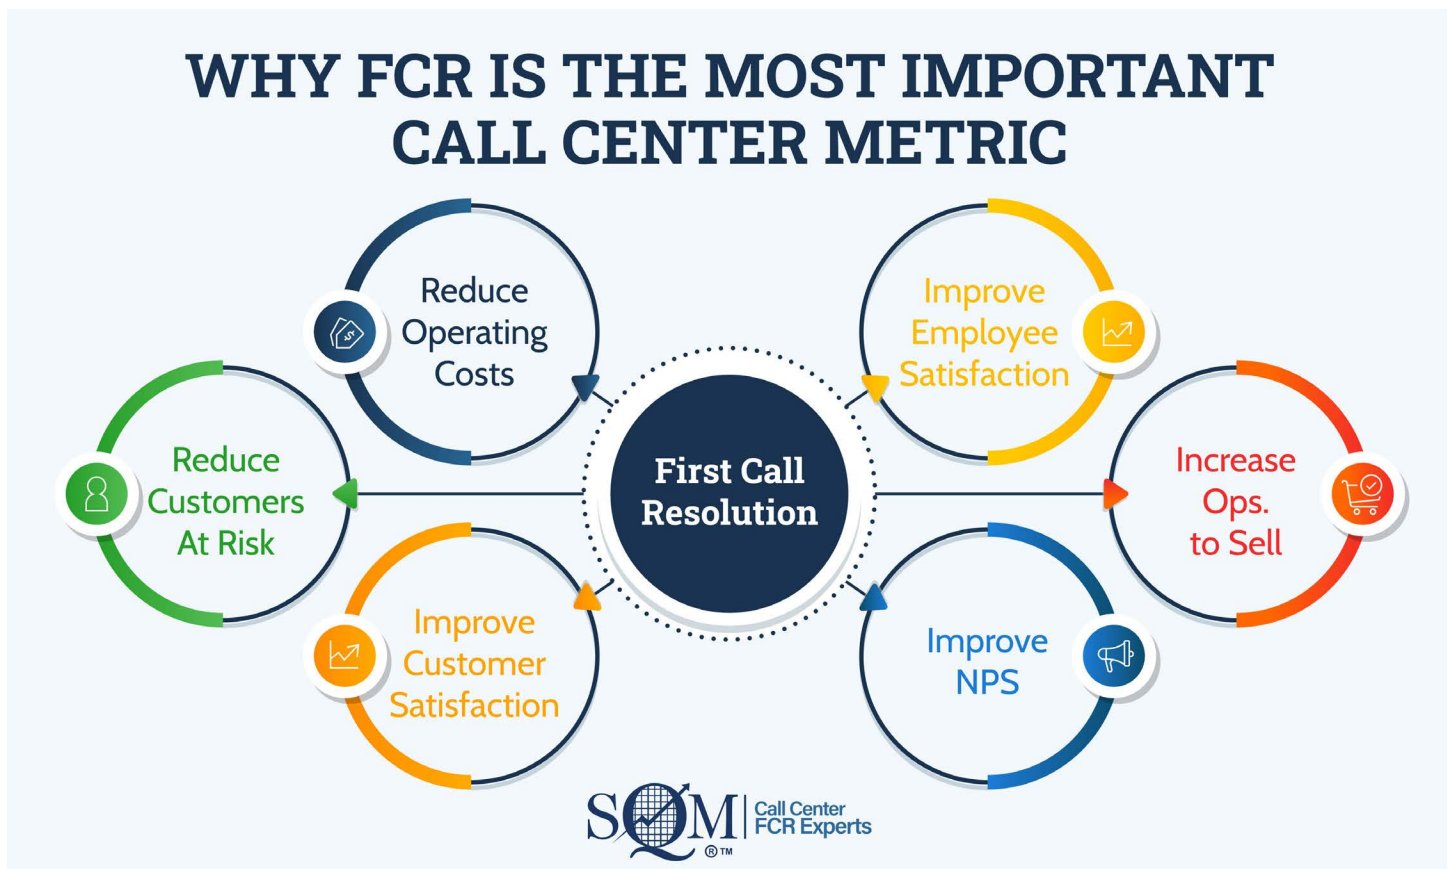 WHY FCR IS THE MOST IMPORTANT
CALL CENTER METRIC
Reduce
Operating
Costs
Improve
Employee
Satisfaction
Reduce
Customers
At Risk
First Call
Resolution
Increase
Ops.
to Sell
Improve
Customer
Satisfaction
Improve
NPS
SQM
Call Center
FCR Experts
® TM